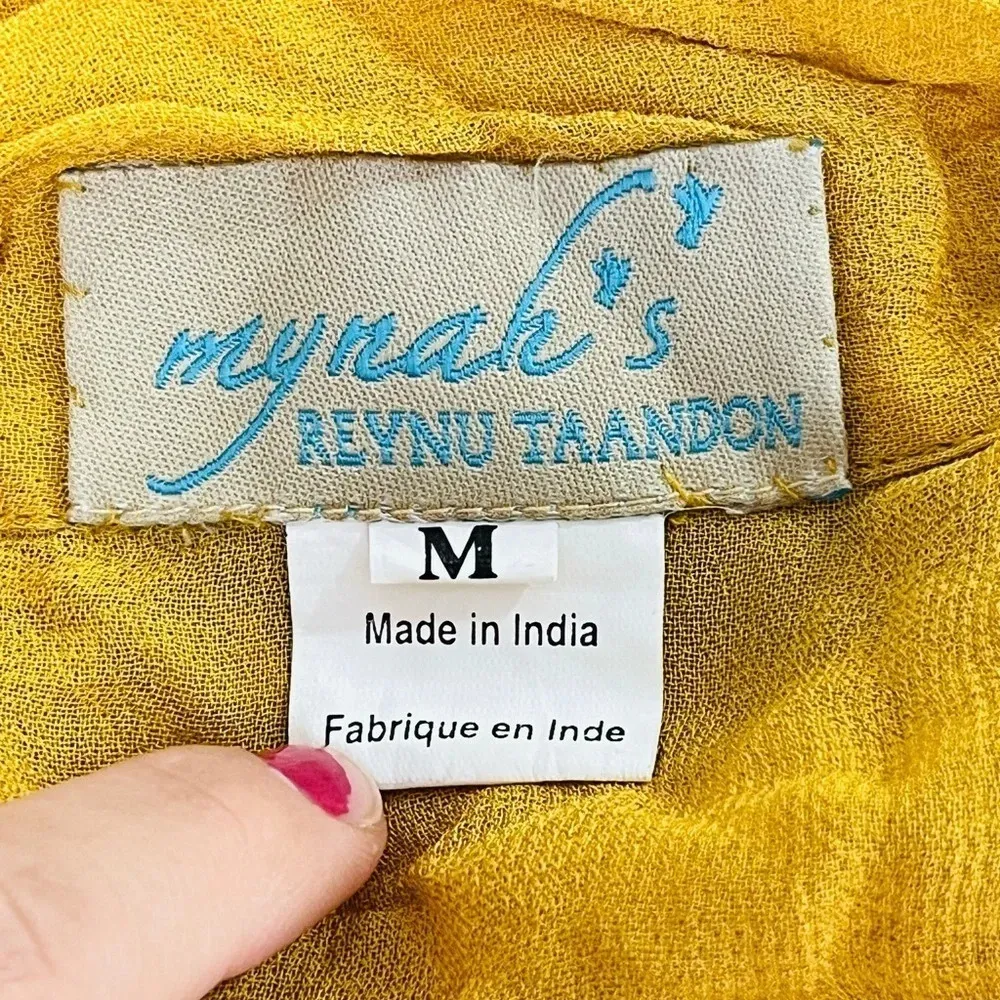 mynah's
REYNU TAANDON
M
Made in India
Fabrique en Inde